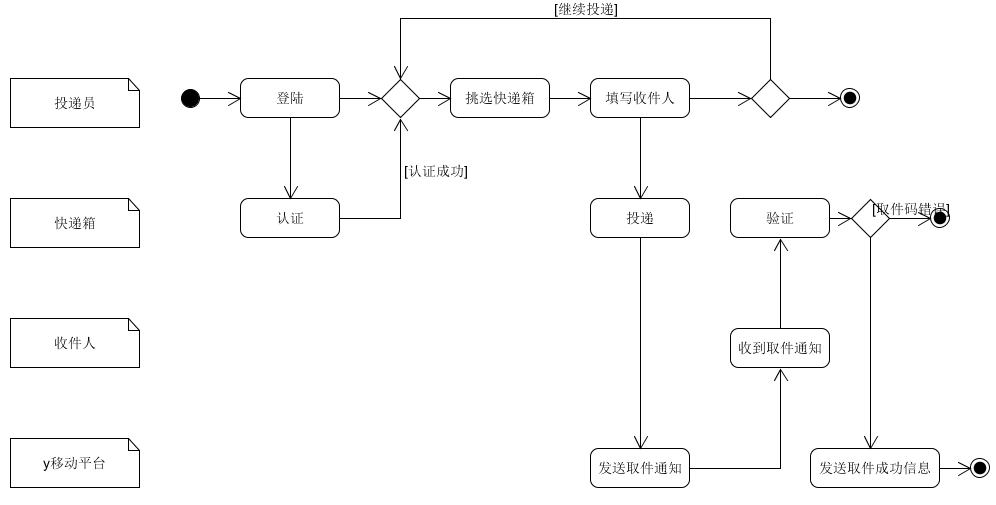 [继续投递]
投递员
登陆
挑选快递箱
填写收件人
[认证成功]
快递箱
认证
投递
验证
[取件码错误]
收件人
收到取件通知
y移动平台
发送取件通知
发送取件成功信息